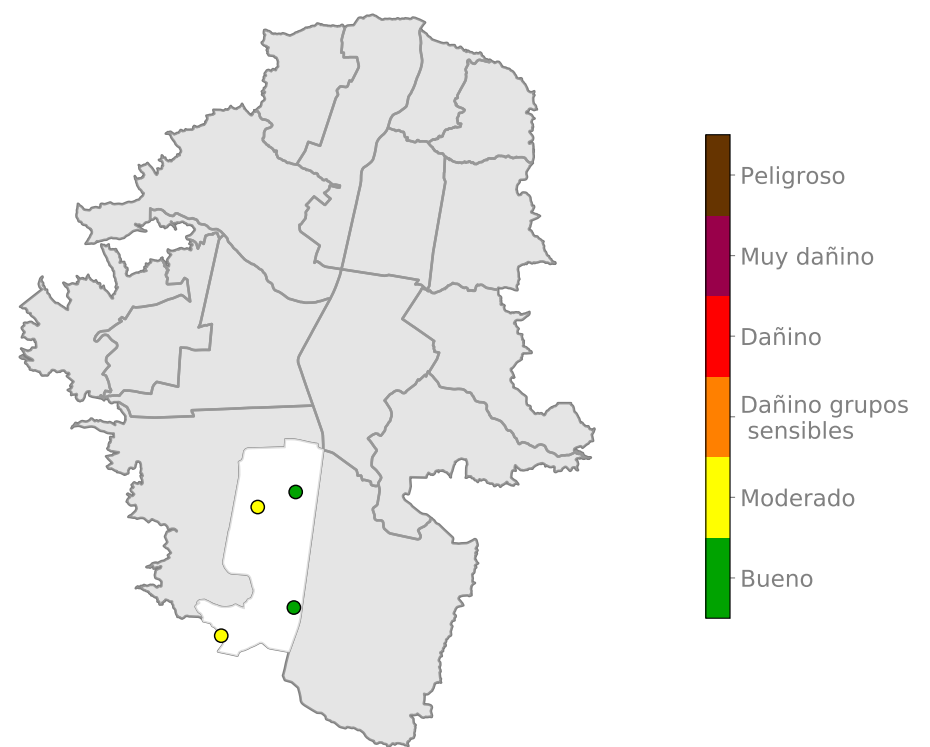 Peligroso
Muy dañino
Dañino
Dañino grupos
sensibles
Moderado
Bueno